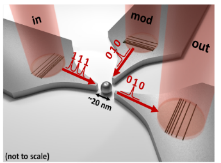 in
mod
out
111
010
010
~20 nm
(not to scale)